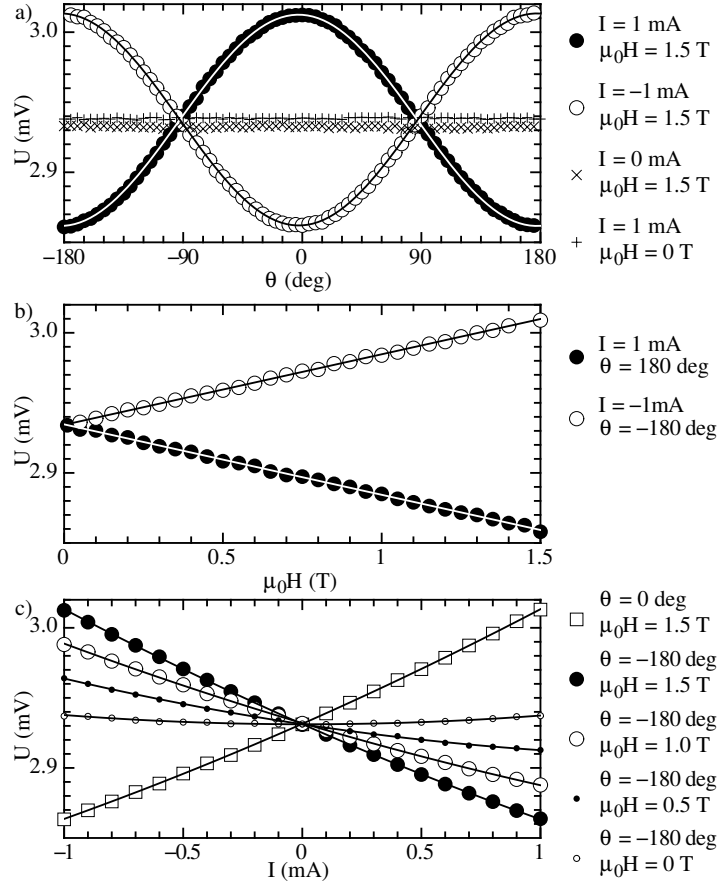 a)
3.0
2.9
U (mV)
−180
−90
0
90
180
θ (deg)
I = 1 mA
μ₀H = 1.5 T
I = −1 mA
μ₀H = 1.5 T
I = 0 mA
μ₀H = 1.5 T
I = 1 mA
μ₀H = 0 T
b)
3.0
2.9
U (mV)
0
0.5
1
1.5
μ₀H (T)
I = 1 mA
θ = 180 deg
I = −1mA
θ = −180 deg
c)
3.0
2.9
U (mV)
−1
−0.5
0
0.5
1
I (mA)
θ = 0 deg
μ₀H = 1.5 T
θ = −180 deg
μ₀H = 1.5 T
θ = −180 deg
μ₀H = 1.0 T
θ = −180 deg
μ₀H = 0.5 T
θ = −180 deg
μ₀H = 0 T